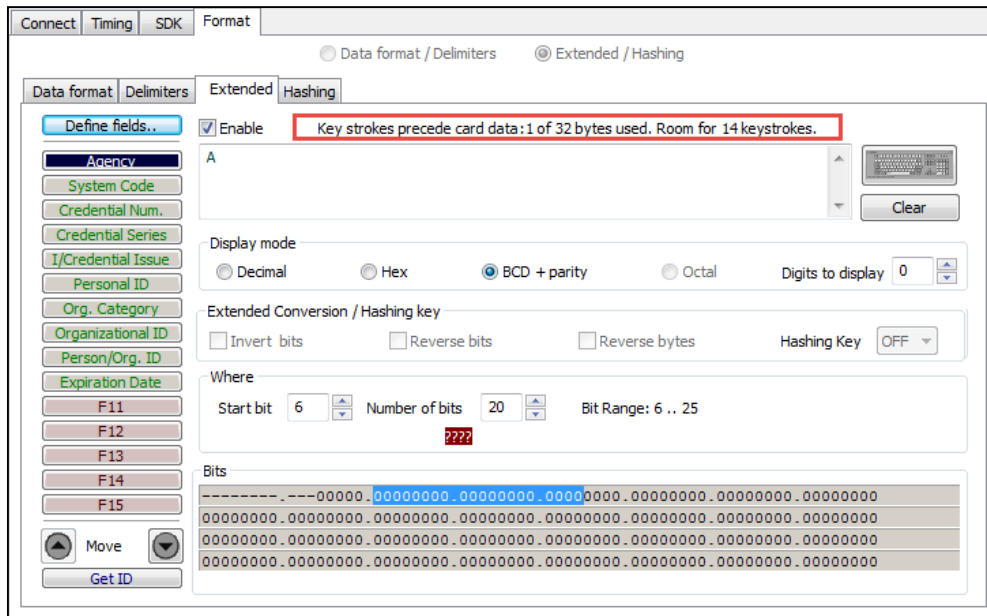 Connect Timing SDK Format
Data format / Delimiters Extended / Hashing
Data format Delimiters Extended Hashing
Define fields..
Enable
Key strokes precede card data:1 of 32 bytes used. Room for 14 keystrokes.
Agency
System Code
Credential Num.
Credential Series
I/Credential Issue
Personal ID
Org. Category
Organizational ID
Person/Org. ID
Expiration Date
F11
F12
F13
F14
F15
Move
Get ID
A
Clear
Display mode
Decimal Hex BCD + parity Octal Digits to display 0
Extended Conversion / Hashing key
Invert bits Reverse bits Reverse bytes Hashing Key OFF
Where
Start bit 6 Number of bits 20 Bit Range: 6 .. 25
????
Bits
--------.---00000.00000000.00000000.00000000.00000000.00000000.00000000
00000000.00000000.00000000.00000000.00000000.00000000.00000000.00000000
00000000.00000000.00000000.00000000.00000000.00000000.00000000.00000000
00000000.00000000.00000000.00000000.00000000.00000000.00000000.00000000